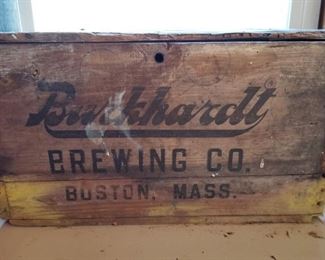 Burkhardt
BREWING CO.
BOSTON, MASS.